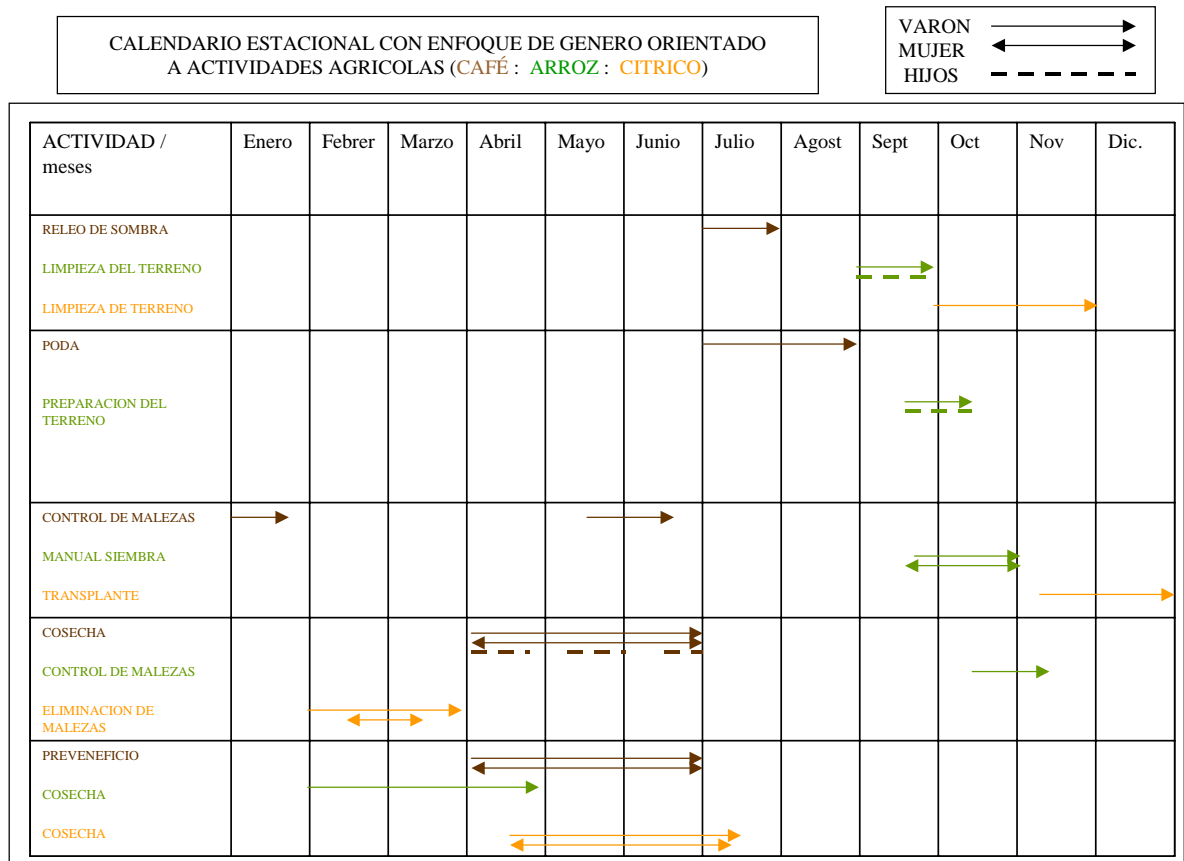 CALENDARIO ESTACIONAL CON ENFOQUE DE GENERO ORIENTADO
A ACTIVIDADES AGRICOLAS (CAFÉ : ARROZ : CITRICO)
VARON
MUJER
HIJOS
ACTIVIDAD / meses Enero Febrer Marzo Abril Mayo Junio Julio Agost Sept Oct Nov Dic.
RELEO DE SOMBRA
LIMPIEZA DEL TERRENO
LIMPIEZA DE TERRENO
PODA
PREPARACION DEL
TERRENO
CONTROL DE MALEZAS
MANUAL SIEMBRA
TRANSPLANTE
COSECHA
CONTROL DE MALEZAS
ELIMINACION DE
MALEZAS
PREVENEFICIO
COSECHA
COSECHA